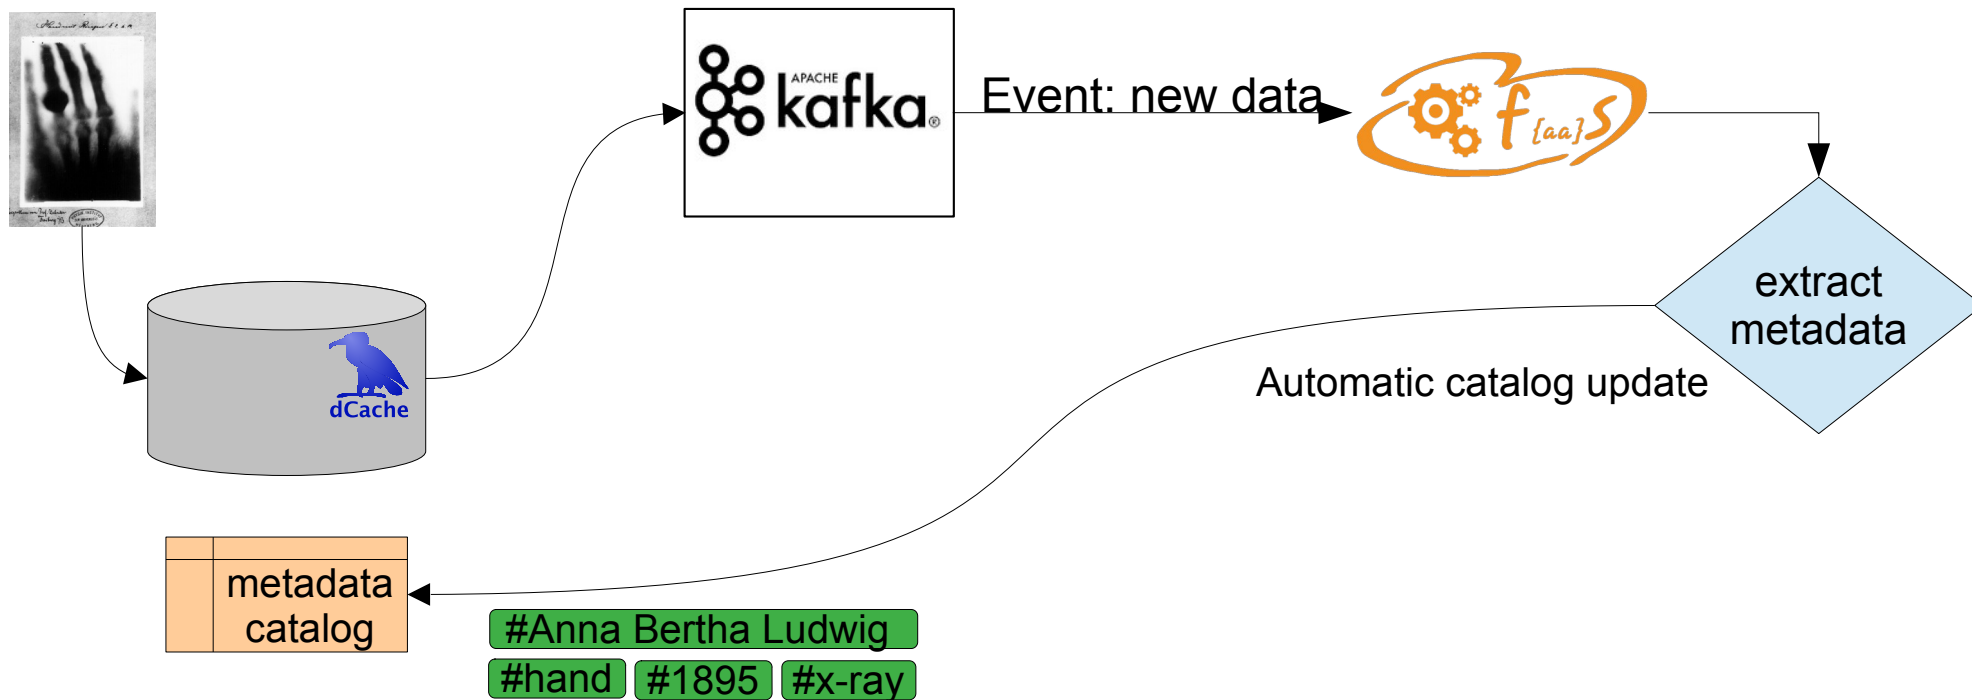 APACHE
kafka®
Event: new data
f{aa}S
dCache
extract
metadata
Automatic catalog update
metadata
catalog
#Anna Bertha Ludwig
#hand
#1895
#x-ray